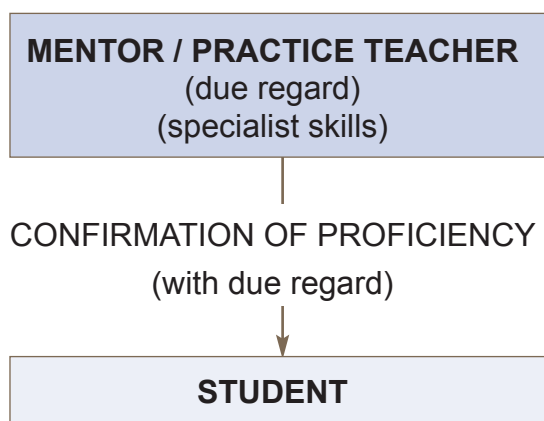 MENTOR / PRACTICE TEACHER
(due regard)
(specialist skills)
CONFIRMATION OF PROFICIENCY
(with due regard)
STUDENT